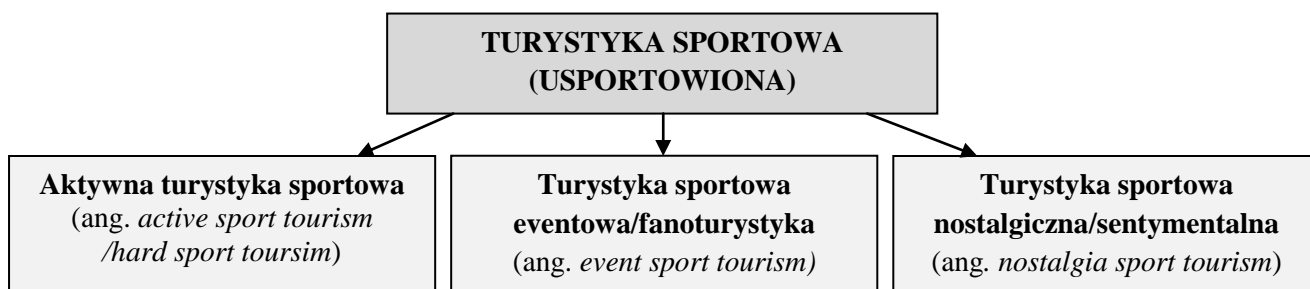 TURYSTYKA SPORTOWA
(USPORTOWIONA)
Aktywna turystyka sportowa
(ang. active sport tourism
/hard sport toursim)
Turystyka sportowa
eventowa/fanoturystyka
(ang. event sport tourism)
Turystyka sportowa
nostalgiczna/sentymentalna
(ang. nostalgia sport tourism)